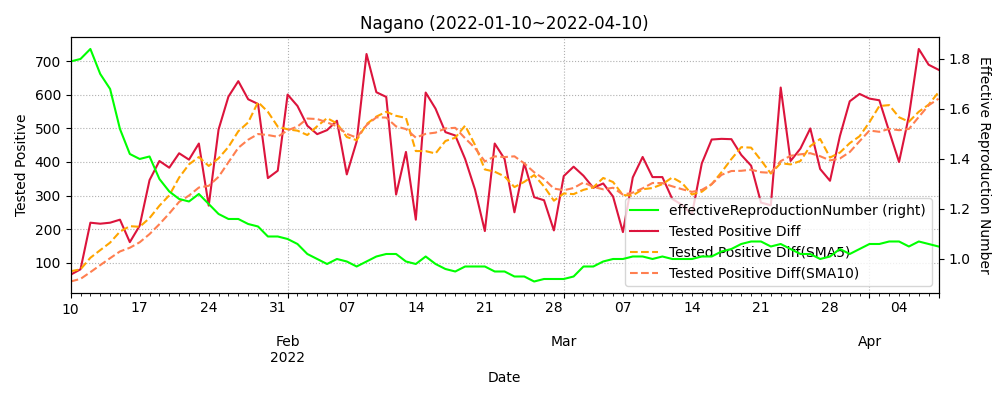 Nagano (2022-01-10~2022-04-10)
700
600
500
400
300
200
100
Tested Positive
1.8
1.6
1.4
1.2
1.0
Effective Reproduction Number
effectiveReproductionNumber (right)
Tested Positive Diff
Tested Positive Diff(SMA5)
Tested Positive Diff(SMA10)
10 17 24 31 07 14 21 28 07 14 21 28 04
Feb Mar Apr
2022
Date